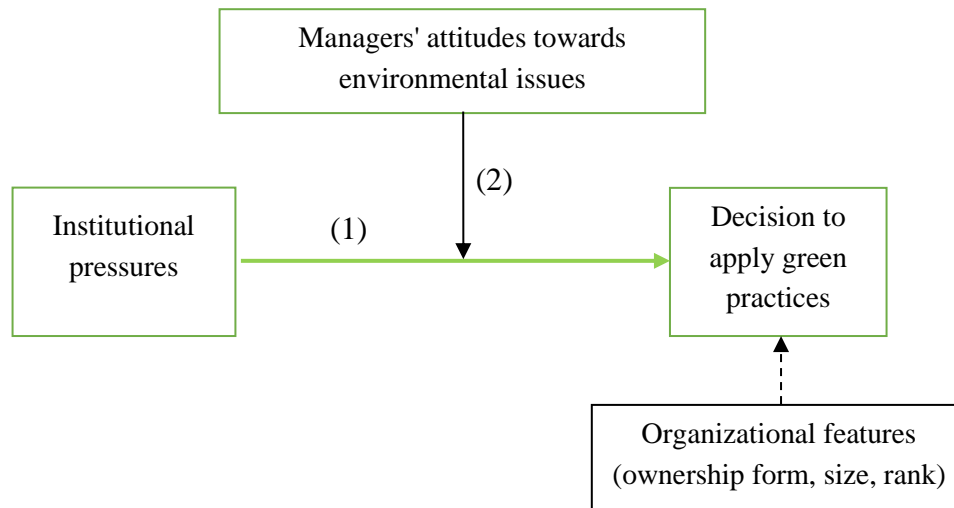 Managers' attitudes towards
environmental issues
(2)
Institutional
pressures
(1)
Decision to
apply green
practices
Organizational features
(ownership form, size, rank)